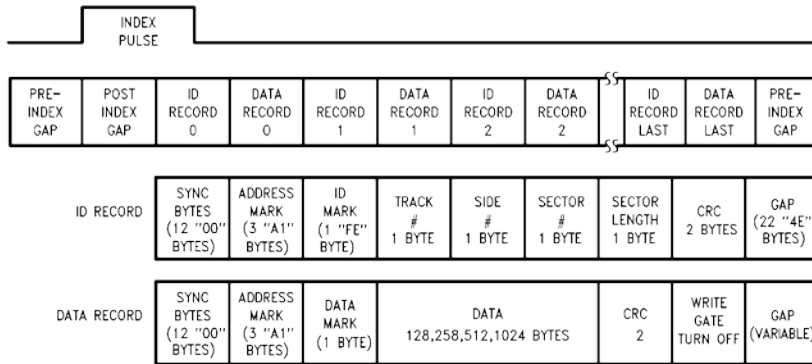 INDEX
PULSE
PRE-
INDEX
GAP
POST
INDEX
GAP
ID
RECORD
0
DATA
RECORD
0
ID
RECORD
1
DATA
RECORD
1
ID
RECORD
2
DATA
RECORD
2
ID
RECORD
LAST
DATA
RECORD
LAST
PRE-
INDEX
GAP
ID RECORD
SYNC
BYTES
(12 "00"
BYTES)
ADDRESS
MARK
(3 "A1"
BYTES)
ID
MARK
(1 "FE"
BYTE)
TRACK
#
1 BYTE
SIDE
#
1 BYTE
SECTOR
#
1 BYTE
SECTOR
LENGTH
1 BYTE
CRC
2 BYTES
GAP
(22 "4E"
BYTES)
DATA RECORD
SYNC
BYTES
(12 "00"
BYTES)
ADDRESS
MARK
(3 "A1"
BYTES)
DATA
MARK
(1 BYTE)
DATA
128,258,512,1024 BYTES
CRC
2
WRITE
GATE
TURN OFF
GAP
(VARIABLE)